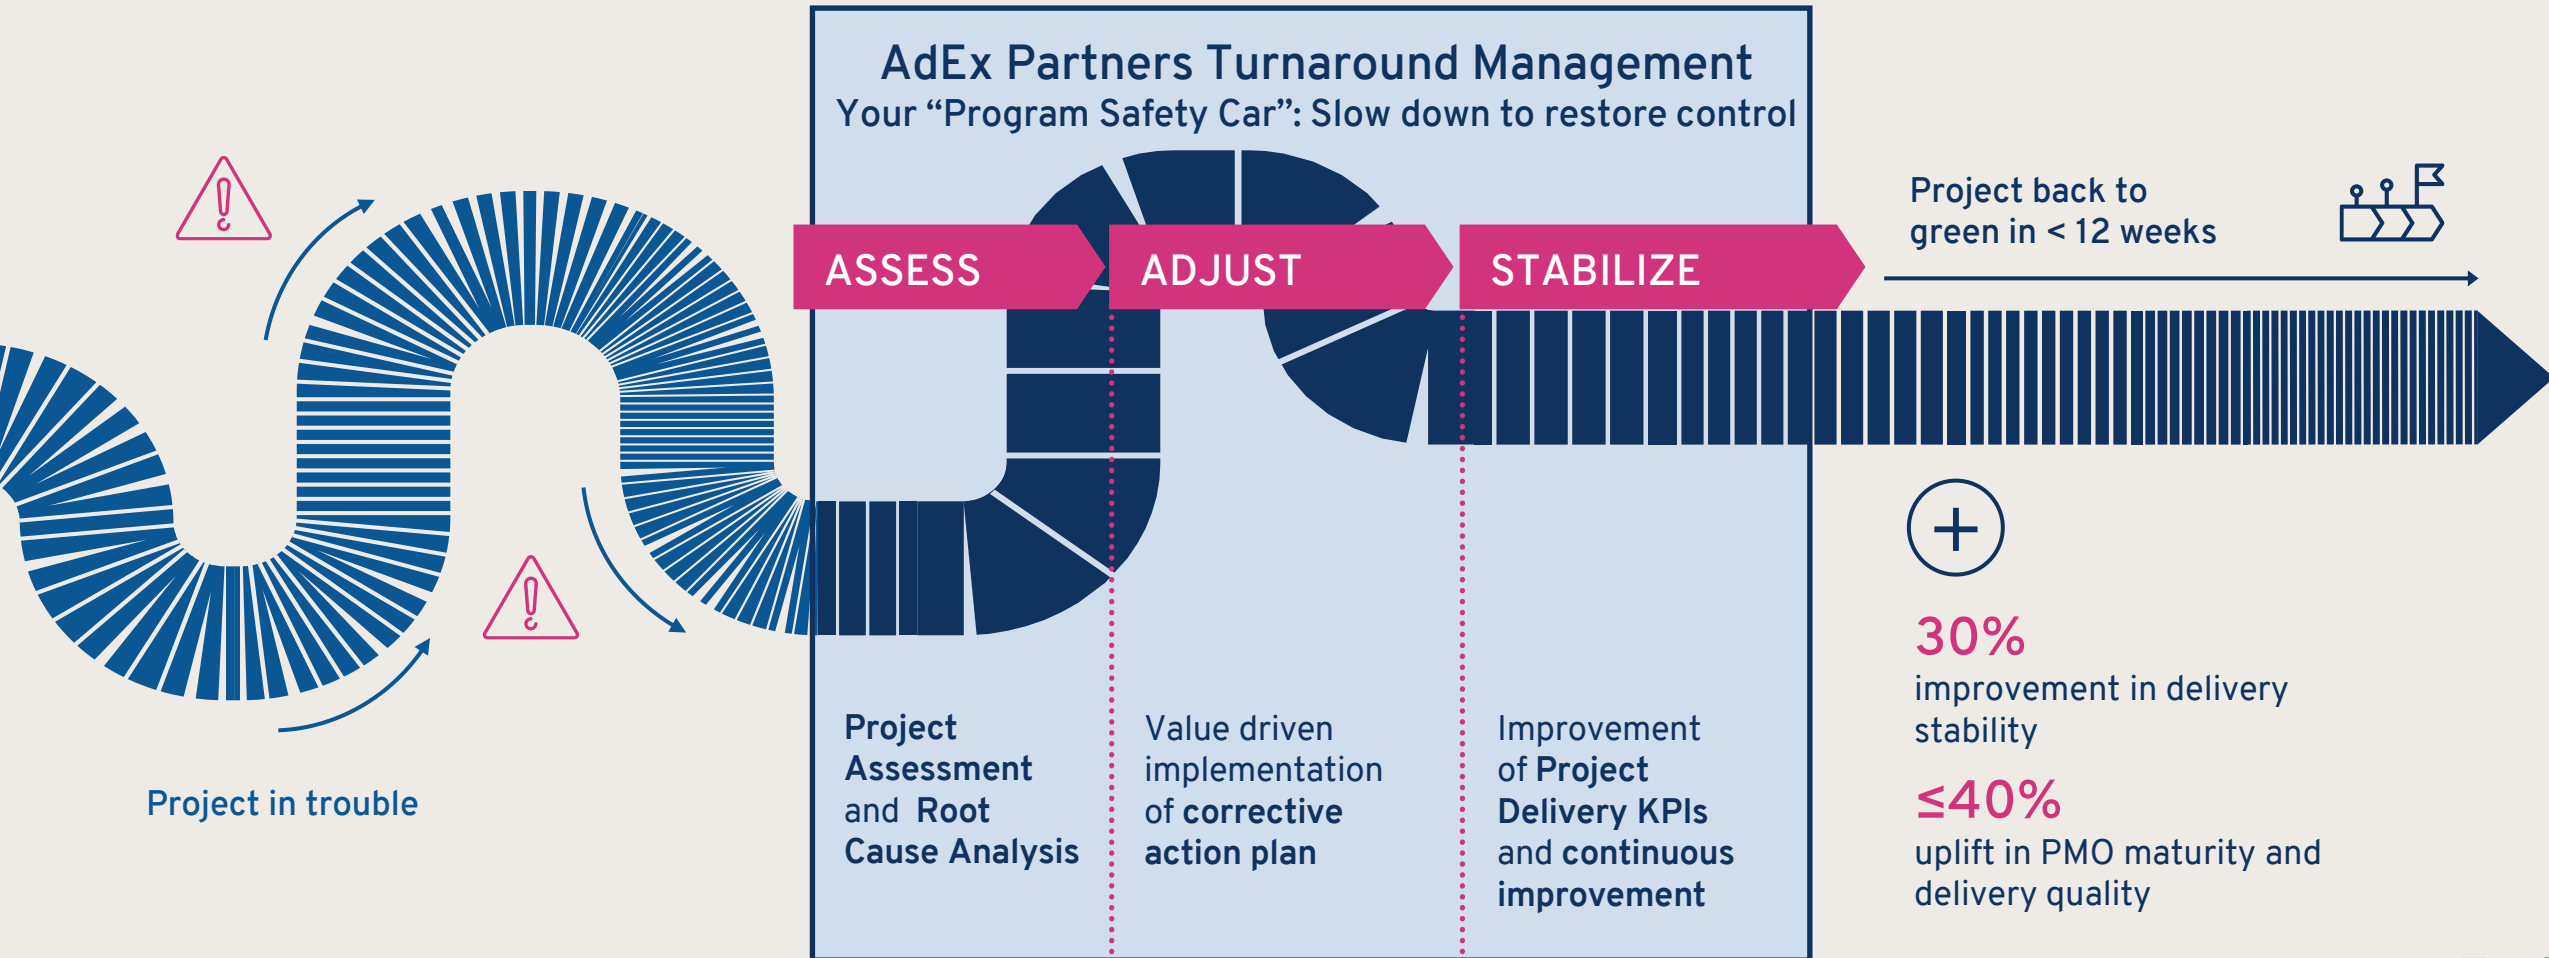 AdEx Partners Turnaround Management
Your “Program Safety Car”: Slow down to restore control
Project in trouble
ASSESS
ADJUST
STABILIZE
Project
Assessment
and Root
Cause Analysis
Value driven
implementation
of corrective
action plan
Improvement
of Project
Delivery KPIs
and continuous
improvement
Project back to
green in < 12 weeks
+
30%
improvement in delivery
stability
≤40%
uplift in PMO maturity and
delivery quality